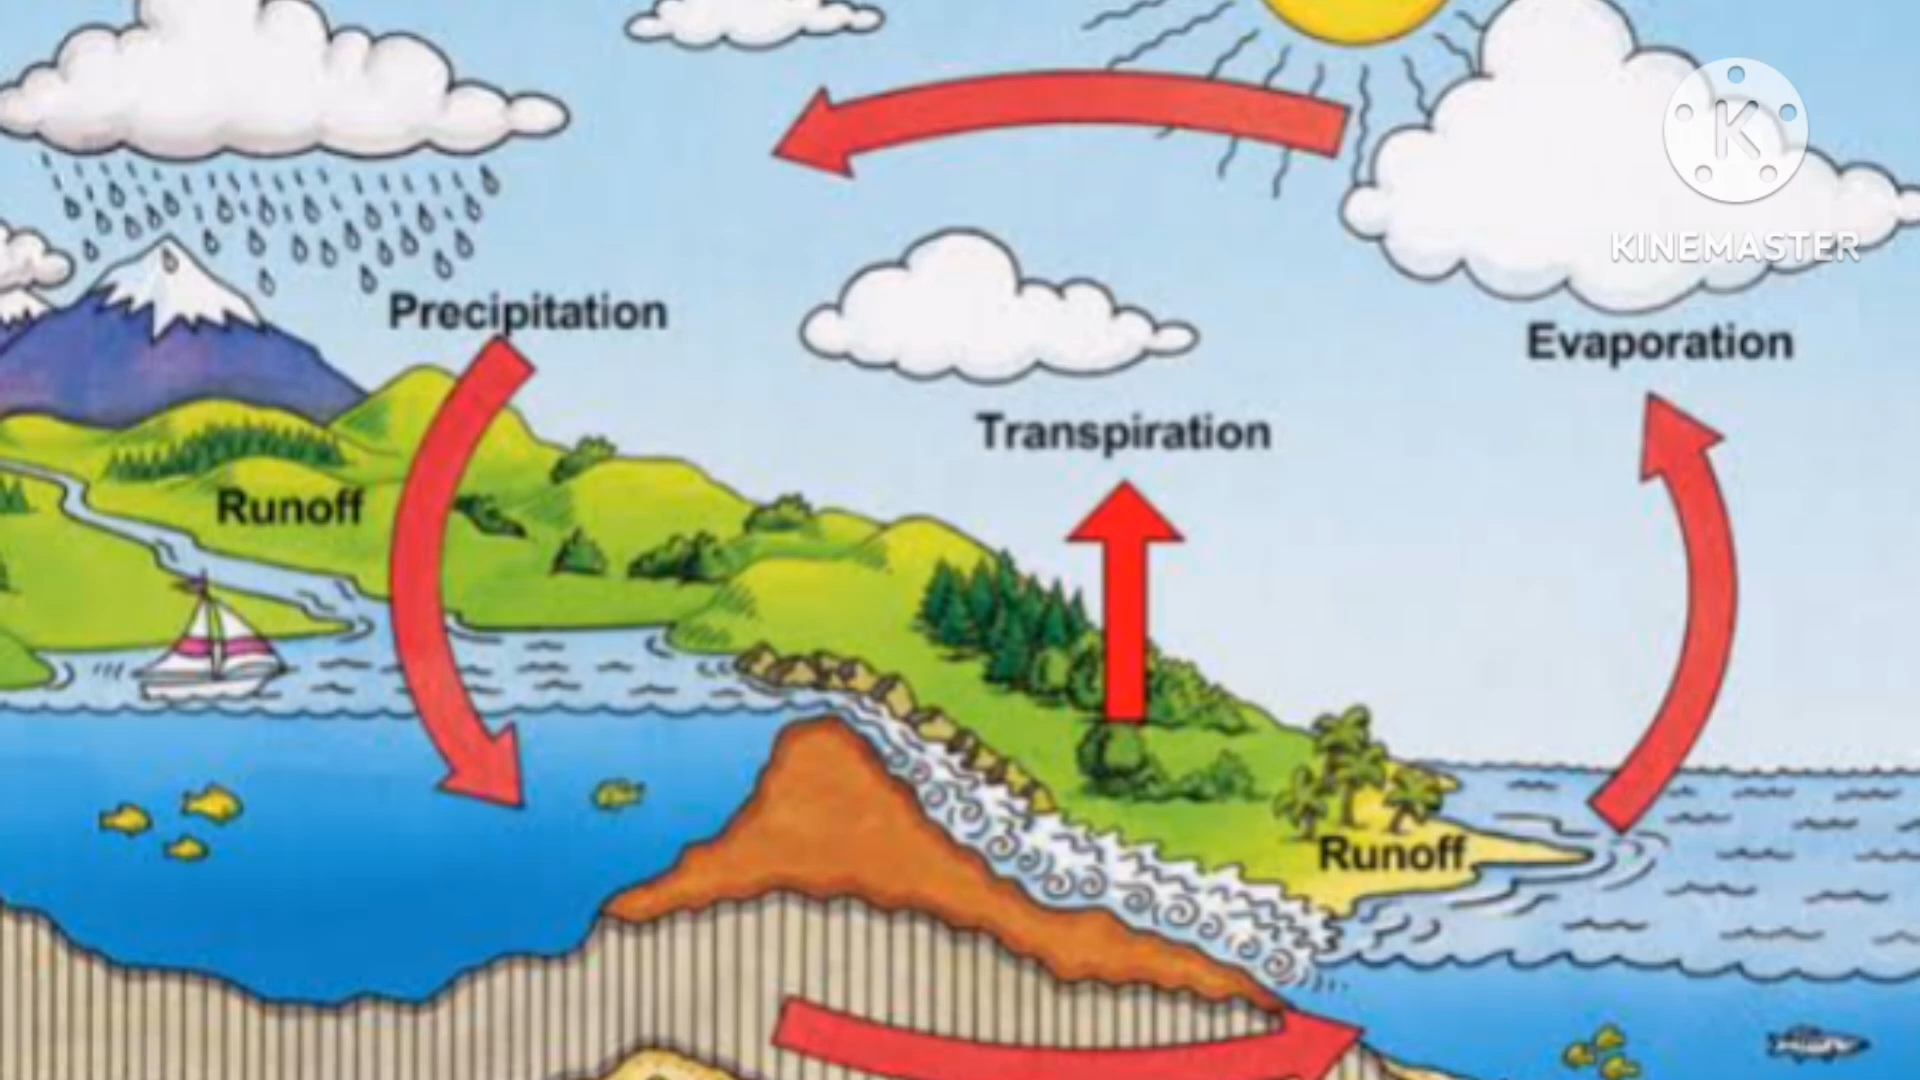 K
KINEMASTER
Precipitation
Evaporation
Transpiration
Runoff
Runoff